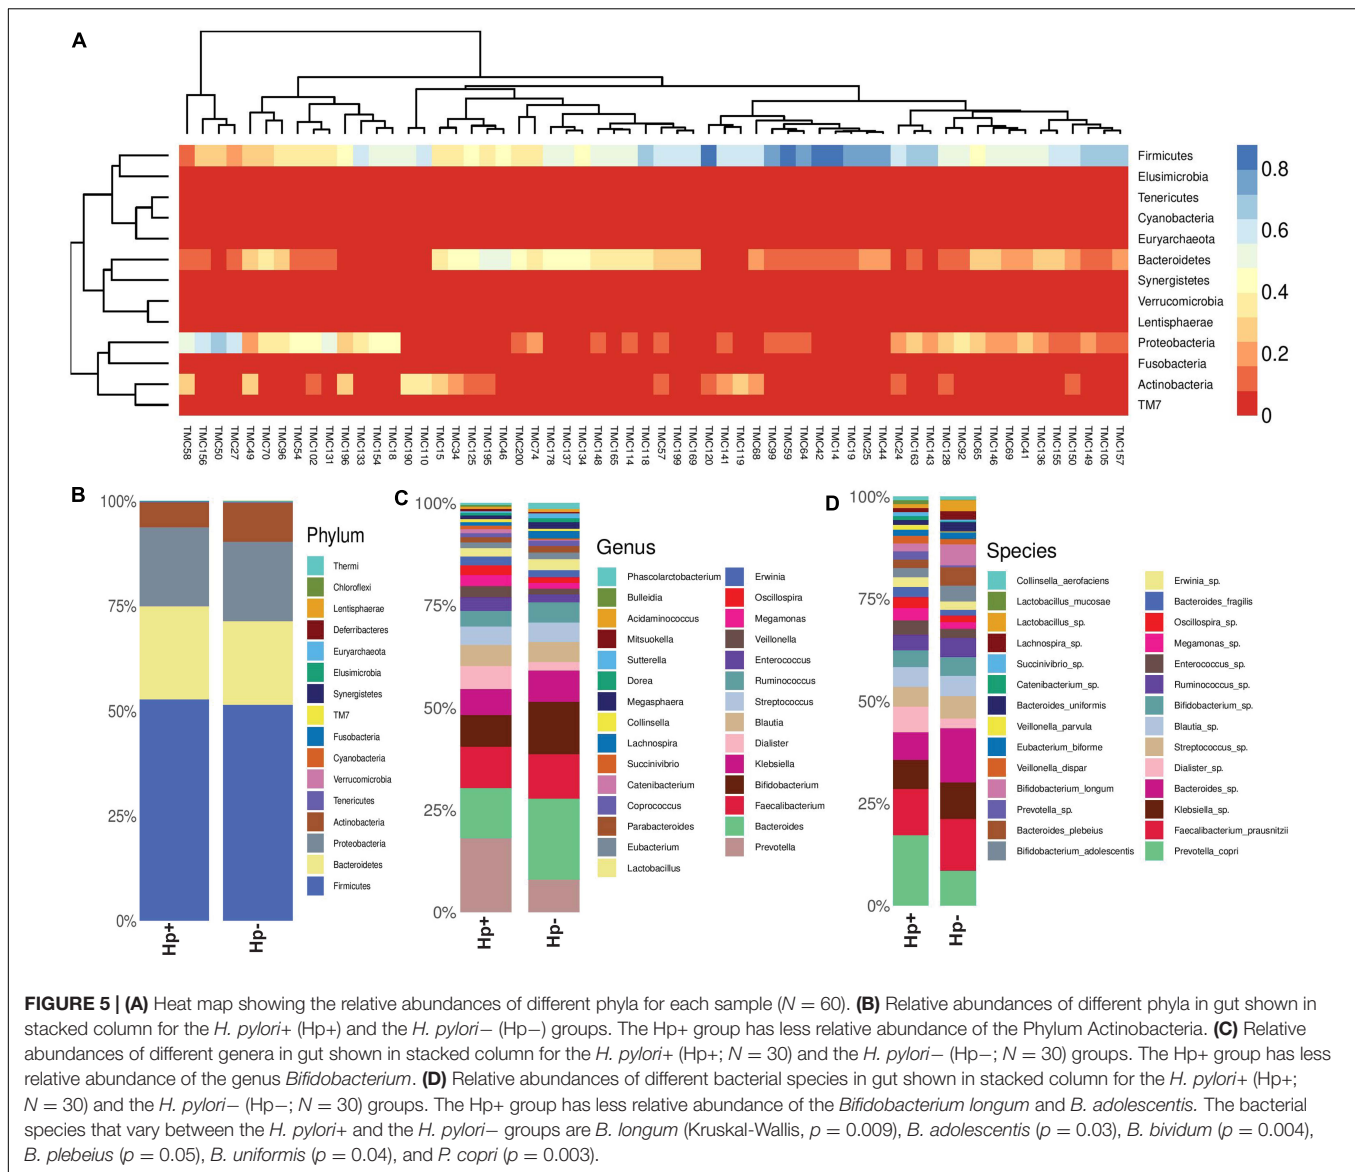 A
Firmicutes
Elusimicrobia
Tenericutes
Cyanobacteria
Euryarchaeota
Bacteroidetes
Synergistetes
Verrucomicrobia
Lentisphaerae
Proteobacteria
Fusobacteria
Actinobacteria
TM7
0.8
0.6
0.4
0.2
0
TMC58
TMC156
TMC50
TMC27
TMC49
TMC70
TMC96
TMC54
TMC102
TMC131
TMC196
TMC133
TMC154
TMC18
TMC190
TMC110
TMC15
TMC34
TMC125
TMC195
TMC46
TMC200
TMC74
TMC178
TMC137
TMC134
TMC148
TMC165
TMC114
TMC118
TMC57
TMC199
TMC169
TMC120
TMC141
TMC119
TMC68
TMC99
TMC59
TMC64
TMC42
TMC14
TMC19
TMC25
TMC44
TMC24
TMC163
TMC143
TMC128
TMC92
TMC65
TMC146
TMC69
TMC41
TMC136
TMC155
TMC150
TMC149
TMC105
TMC157
B
100%
75%
50%
25%
0%
Hp+
Hp-
Phylum
Thermi
Chloroflexi
Lentisphaerae
Deferribacteres
Euryarchaeota
Elusimicrobia
Synergistetes
TM7
Fusobacteria
Cyanobacteria
Verrucomicrobia
Tenericutes
Actinobacteria
Proteobacteria
Bacteroidetes
Firmicutes
C
100%
75%
50%
25%
0%
Hp+
Hp-
Genus
Phascolarctobacterium
Bulleidia
Acidaminococcus
Mitsuokella
Sutterella
Dorea
Megasphaera
Collinsella
Lachnospira
Succinivibrio
Catenibacterium
Coprococcus
Parabacteroides
Eubacterium
Lactobacillus
Erwinia
Oscillospira
Megamonas
Veillonella
Enterococcus
Ruminococcus
Streptococcus
Blautia
Dialister
Klebsiella
Bifidobacterium
Faecalibacterium
Bacteroides
Prevotella
D
100%
75%
50%
25%
0%
Hp+
Hp-
Species
Collinsella_aerofaciens
Lactobacillus_mucosae
Lactobacillus_sp.
Lachnospira_sp.
Succinivibrio_sp.
Catenibacterium_sp.
Bacteroides_uniformis
Veillonella_parvula
Eubacterium_biforme
Veillonella_dispar
Bifidobacterium_longum
Prevotella_sp.
Bacteroides_plebeius
Bifidobacterium_adolescentis
Erwinia_sp.
Bacteroides_fragilis
Oscillospira_sp.
Megamonas_sp.
Enterococcus_sp.
Ruminococcus_sp.
Bifidobacterium_sp.
Blautia_sp.
Streptococcus_sp.
Dialister_sp.
Bacteroides_sp.
Klebsiella_sp.
Faecalibacterium_prausnitzii
Prevotella_copri
FIGURE 5 | (A) Heat map showing the relative abundances of different phyla for each sample (N = 60). (B) Relative abundances of different phyla in gut shown in
stacked column for the H. pylori+ (Hp+) and the H. pylori− (Hp−) groups. The Hp+ group has less relative abundance of the Phylum Actinobacteria. (C) Relative
abundances of different genera in gut shown in stacked column for the H. pylori+ (Hp+; N = 30) and the H. pylori− (Hp−; N = 30) groups. The Hp+ group has less
relative abundance of the genus Bifidobacterium. (D) Relative abundances of different bacterial species in gut shown in stacked column for the H. pylori+ (Hp+;
N = 30) and the H. pylori− (Hp−; N = 30) groups. The Hp+ group has less relative abundance of the Bifidobacterium longum and B. adolescentis. The bacterial
species that vary between the H. pylori+ and the H. pylori− groups are B. longum (Kruskal-Wallis, p = 0.009), B. adolescentis (p = 0.03), B. bividum (p = 0.004),
B. plebeius (p = 0.05), B. uniformis (p = 0.04), and P. copri (p = 0.003).